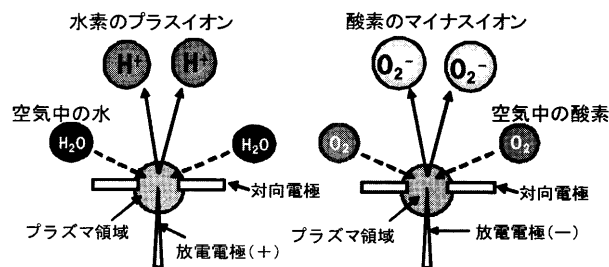 水素のプラスイオン
H⁺ H⁺
空気中の水
H₂O H₂O
対向電極
プラズマ領域
放電電極(+)
酸素のマイナスイオン
O₂⁻ O₂⁻
空気中の酸素
O₂ O₂
対向電極
プラズマ領域
放電電極(－)